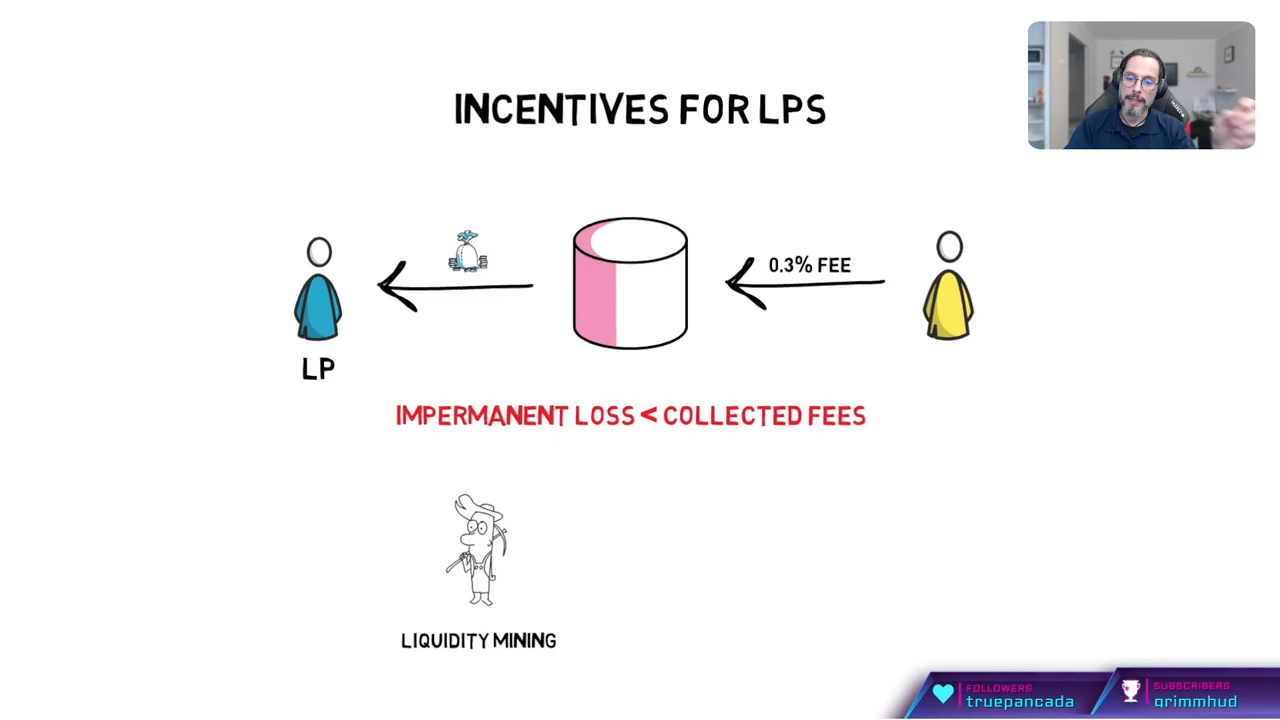 INCENTIVES FOR LPS
0.3% FEE
LP
IMPERMANENT LOSS < COLLECTED FEES
LIQUIDITY MINING
FOLLOWERS
truepancada
SUBSCRIBERS
grimmhud